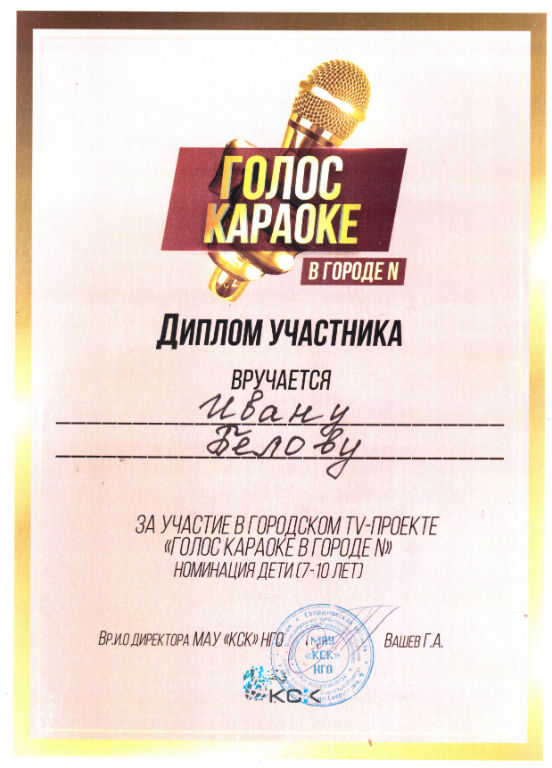 ГОЛОС
КАРАОКЕ
В ГОРОДЕ N
ДИПЛОМ УЧАСТНИКА
ВРУЧАЕТСЯ
Ивану
Белову
ЗА УЧАСТИЕ В ГОРОДСКОМ TV-ПРОЕКТЕ
«ГОЛОС КАРАОКЕ В ГОРОДЕ N»
НОМИНАЦИЯ ДЕТИ (7-10 ЛЕТ)
ВР.И.О ДИРЕКТОРА МАУ «КСК» НГО ВАШЕВ Г.А.
МАУ
«КСК»
НГО
КСК